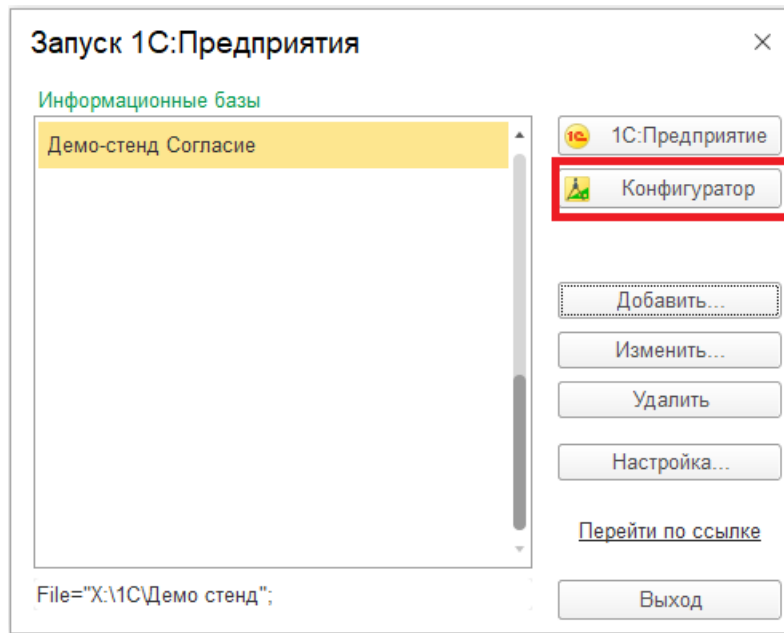 Запуск 1С:Предприятия
Информационные базы
Демо-стенд Согласие
1С:Предприятие
Конфигуратор
Добавить...
Изменить...
Удалить
Настройка...
Перейти по ссылке
File="X:\1С\Демо стенд";
Выход